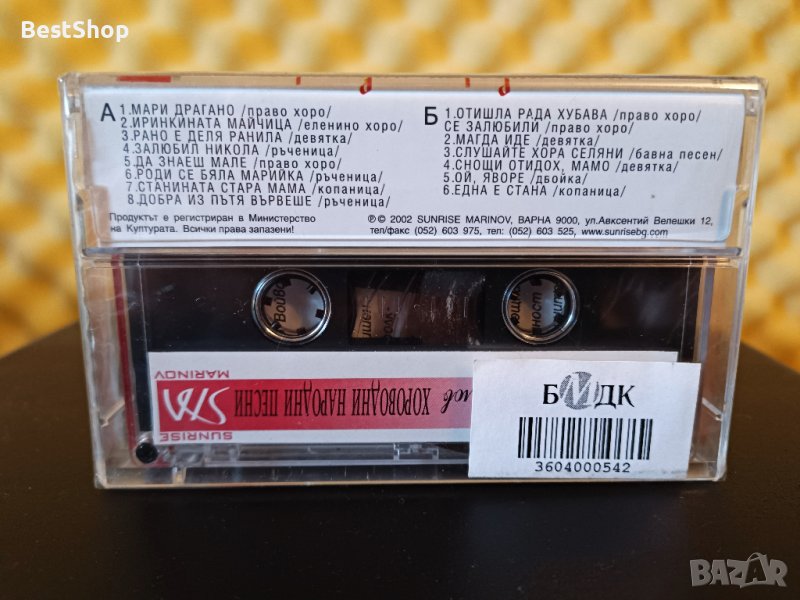 BestShop
А
1.МАРИ ДРАГАНО /право хоро/
2.ИРИНКИНАТА МАЙЧИЦА /еленино хоро/
3.РАНО Е ДЕЛЯ РАНИЛА /девятка/
4.ЗАЛЮБИЛ НИКОЛА /ръченица/
5.ДА ЗНАЕШ МАЛЕ /право хоро/
6.РОДИ СЕ БЯЛА МАРИЙКА /ръченица/
7.СТАНИНАТА СТАРА МАМА /копаница/
8.ДОБРА ИЗ ПЪТЯ ВЪРВЕШЕ /ръченица/
Б
1.ОТИШЛА РАДА ХУБАВА /право хоро/
СЕ ЗАЛЮБИЛИ /право хоро/
2.МАГДА ИДЕ /девятка/
3.СЛУШАЙТЕ ХОРА СЕЛЯНИ /бавна песен/
4.СНОЩИ ОТИДОХ, МАМО /девятка/
5.ОЙ, ЯВОРЕ /двойка/
6.ЕДНА Е СТАНА /копаница/
Продуктът е регистриран в Министерство
на Културата. Всички права запазени!
℗ © 2002 SUNRISE MARINOV, ВАРНА 9000, ул.Авксентий Велешки 12,
тел/факс (052) 603 975, тел: (052) 603 525, www.sunrisebg.com
MARINOV
SM
SUNRISE
ХОРОВОДНИ НАРОДНИ ПЕСНИ
БМДК
3604000542
BAZAR